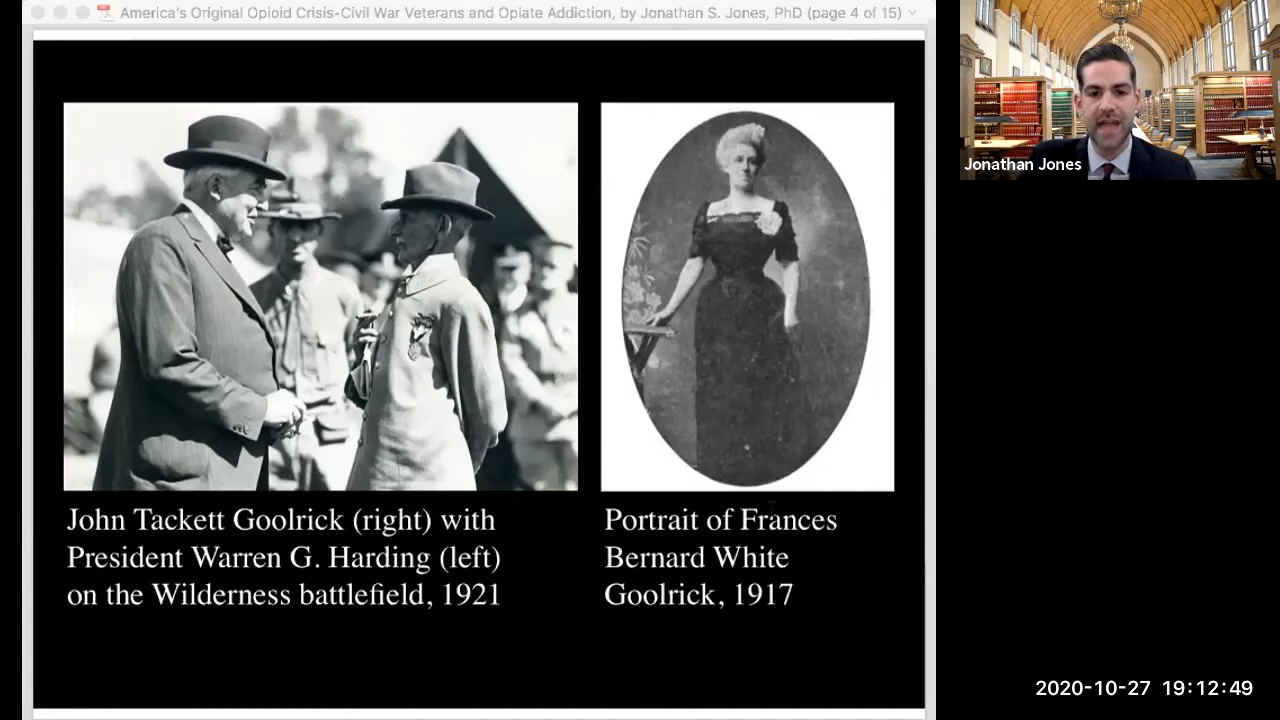 America's Original Opioid Crisis-Civil War Veterans and Opiate Addiction, by Jonathan S. Jones, PhD (page 4 of 15)
Jonathan Jones
John Tackett Goolrick (right) with
President Warren G. Harding (left)
on the Wilderness battlefield, 1921
Portrait of Frances
Bernard White
Goolrick, 1917
2020-10-27 19:12:49